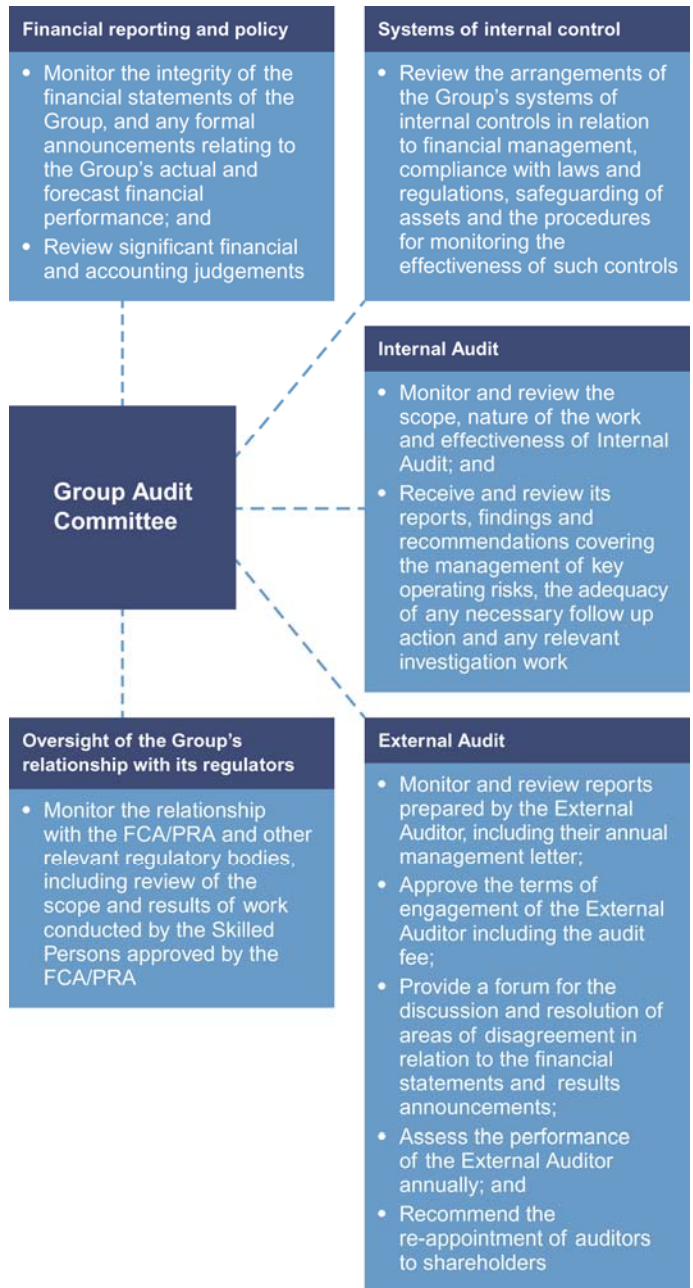 Financial reporting and policy
• Monitor the integrity of the
financial statements of the
Group, and any formal
announcements relating to
the Group's actual and
forecast financial
performance; and
• Review significant financial
and accounting judgements
Systems of internal control
• Review the arrangements of
the Group's systems of
internal controls in relation
to financial management,
compliance with laws and
regulations, safeguarding of
assets and the procedures
for monitoring the
effectiveness of such controls
Group Audit
Committee
Internal Audit
• Monitor and review the
scope, nature of the work
and effectiveness of Internal
Audit; and
• Receive and review its
reports, findings and
recommendations covering
the management of key
operating risks, the adequacy
of any necessary follow up
action and any relevant
investigation work
Oversight of the Group's
relationship with its regulators
• Monitor the relationship
with the FCA/PRA and other
relevant regulatory bodies,
including review of the
scope and results of work
conducted by the Skilled
Persons approved by the
FCA/PRA
External Audit
• Monitor and review reports
prepared by the External
Auditor, including their annual
management letter;
• Approve the terms of
engagement of the External
Auditor including the audit
fee;
• Provide a forum for the
discussion and resolution of
areas of disagreement in
relation to the financial
statements and results
announcements;
• Assess the performance
of the External Auditor
annually; and
• Recommend the
re-appointment of auditors
to shareholders